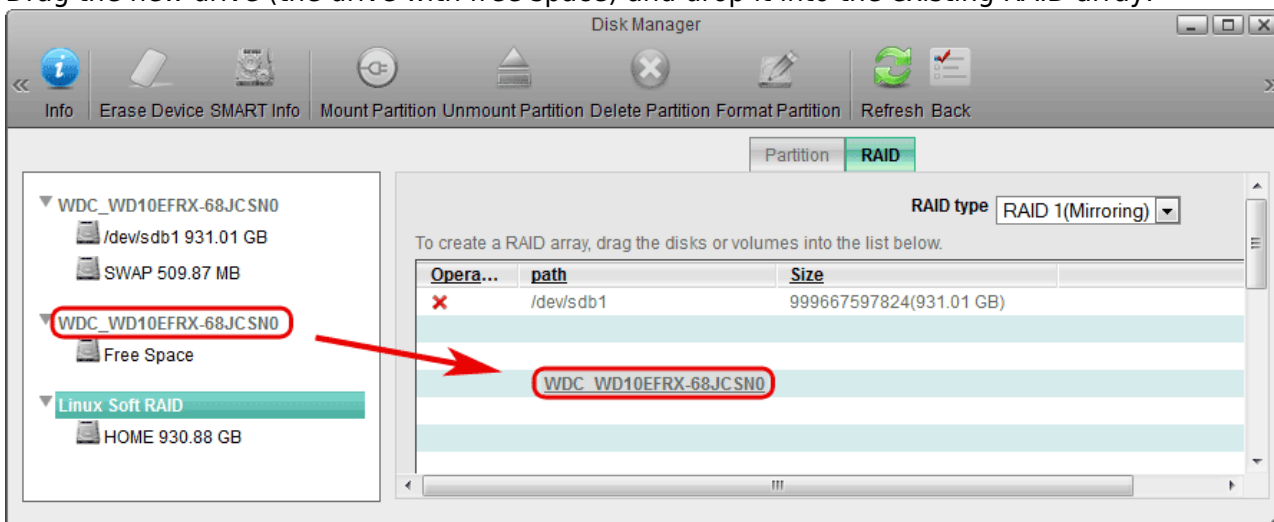 Drag the new drive (the drive with free space) and drop it into the existing RAID array.
Disk Manager
Info Erase Device SMART Info Mount Partition Unmount Partition Delete Partition Format Partition Refresh Back
Partition RAID
WDC_WD10EFRX-68JCSN0
/dev/sdb1 931.01 GB
SWAP 509.87 MB
WDC_WD10EFRX-68JCSN0
Free Space
Linux Soft RAID
HOME 930.88 GB
RAID type RAID 1(Mirroring)
To create a RAID array, drag the disks or volumes into the list below.
Opera... path Size
/dev/sdb1 999667597824(931.01 GB)
WDC_WD10EFRX-68JCSN0